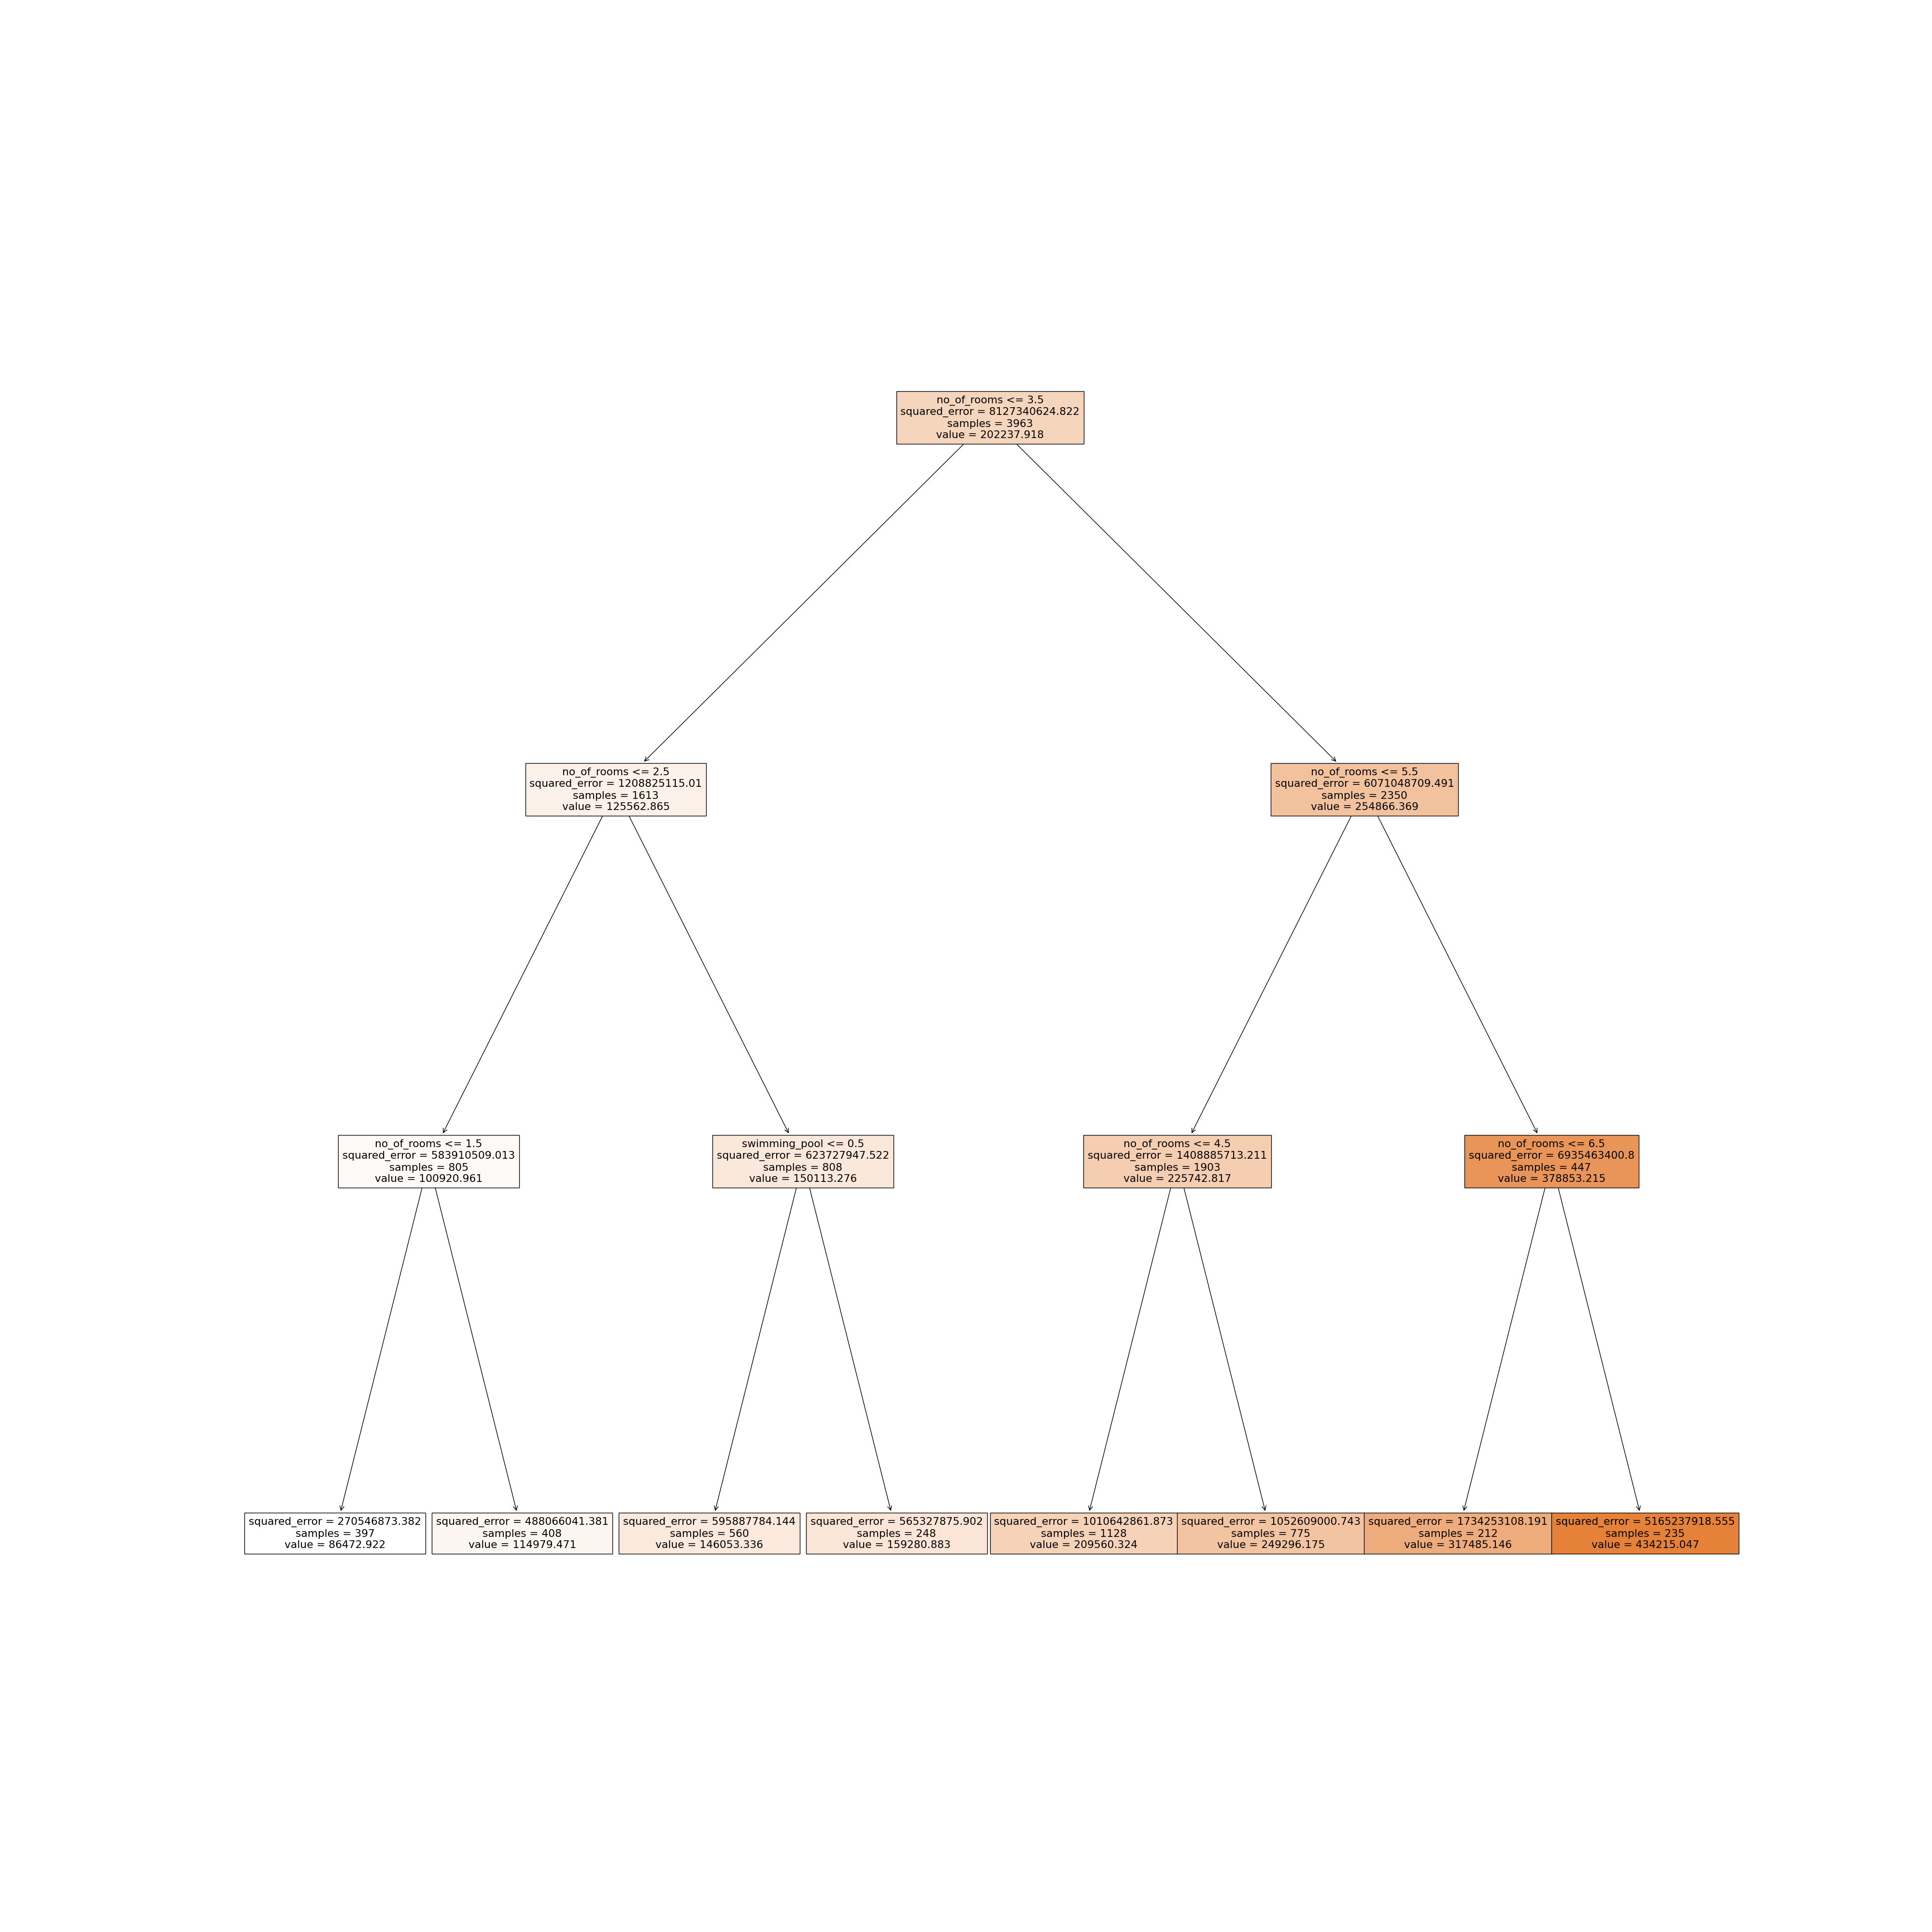 no_of_rooms <= 3.5
squared_error = 8127340624.822
samples = 3963
value = 202237.918
no_of_rooms <= 2.5
squared_error = 1208825115.01
samples = 1613
value = 125562.865
no_of_rooms <= 5.5
squared_error = 6071048709.491
samples = 2350
value = 254866.369
no_of_rooms <= 1.5
squared_error = 583910509.013
samples = 805
value = 100920.961
swimming_pool <= 0.5
squared_error = 623727947.522
samples = 808
value = 150113.276
no_of_rooms <= 4.5
squared_error = 1408885713.211
samples = 1903
value = 225742.817
no_of_rooms <= 6.5
squared_error = 6935463400.8
samples = 447
value = 378853.215
squared_error = 270546873.382
samples = 397
value = 86472.922
squared_error = 488066041.381
samples = 408
value = 114979.471
squared_error = 595887784.144
samples = 560
value = 146053.336
squared_error = 565327875.902
samples = 248
value = 159280.883
squared_error = 1010642861.873
samples = 1128
value = 209560.324
squared_error = 1052609000.743
samples = 775
value = 249296.175
squared_error = 1734253108.191
samples = 212
value = 317485.146
squared_error = 5165237918.555
samples = 235
value = 434215.047